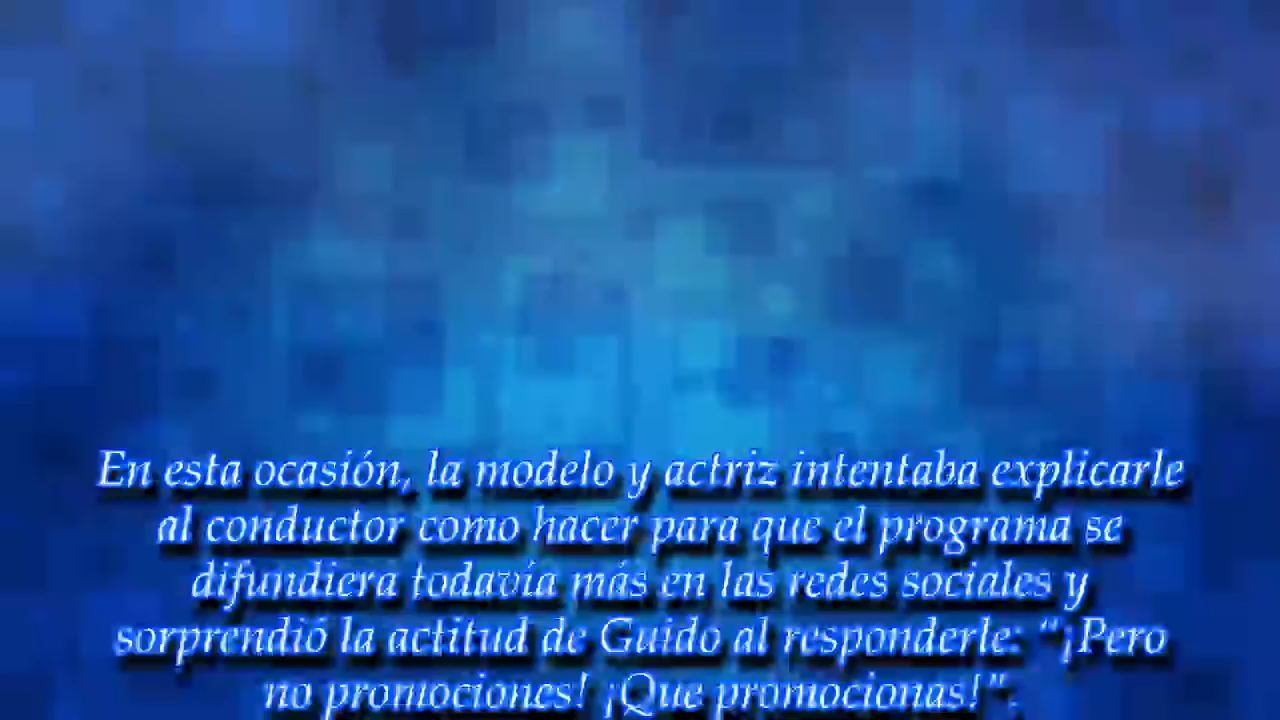 En esta ocasión, la modelo y actriz intentaba explicarle
al conductor como hacer para que el programa se
difundiera todavía más en las redes sociales y
sorprendió la actitud de Guido al responderle: “¡Pero
no promociones! ¡Que promocionas!”.